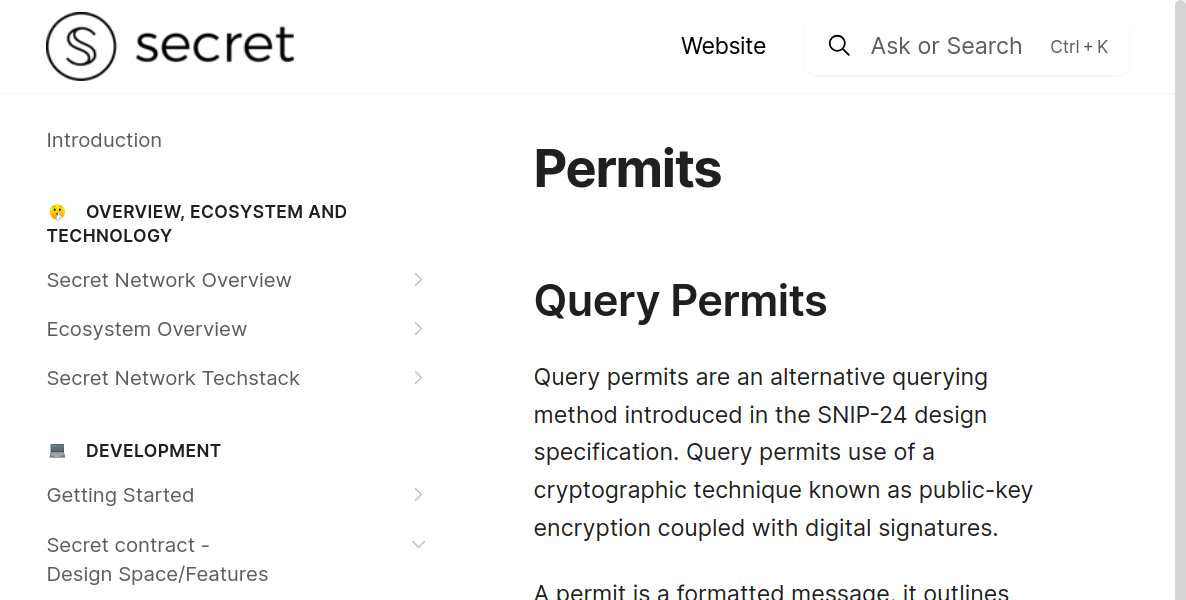 secret
Website
Ask or Search Ctrl + K
Introduction
OVERVIEW, ECOSYSTEM AND
TECHNOLOGY
Secret Network Overview
Ecosystem Overview
Secret Network Techstack
DEVELOPMENT
Getting Started
Secret contract -
Design Space/Features
Permits
Query Permits
Query permits are an alternative querying
method introduced in the SNIP-24 design
specification. Query permits use of a
cryptographic technique known as public-key
encryption coupled with digital signatures.
A permit is a formatted message, it outlines